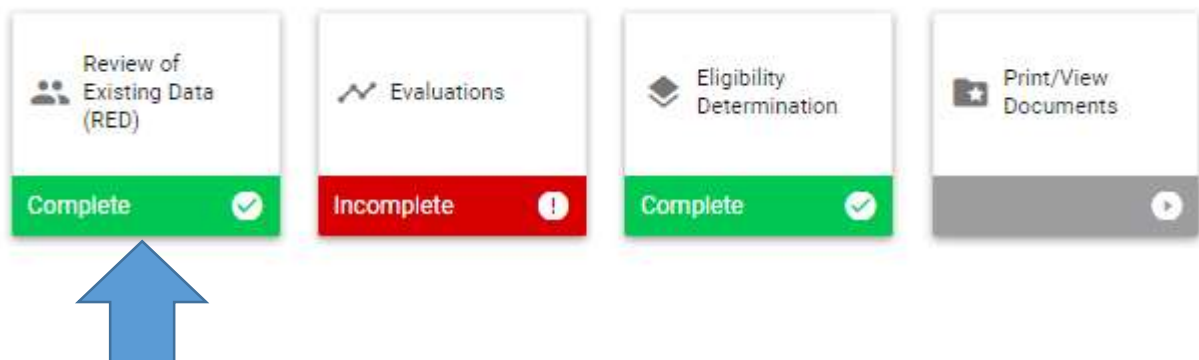 Review of
Existing Data
(RED)
Complete
Evaluations
Incomplete
Eligibility
Determination
Complete
Print/View
Documents